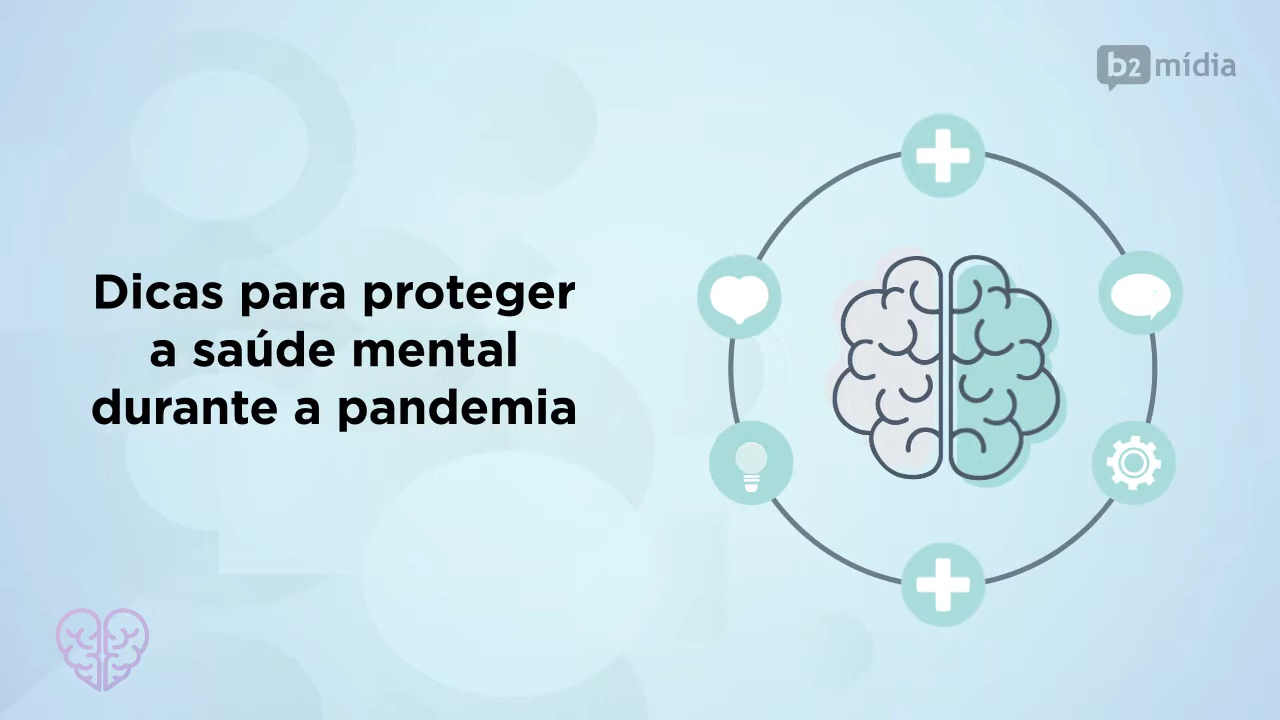 b2 mídia
Dicas para proteger
a saúde mental
durante a pandemia